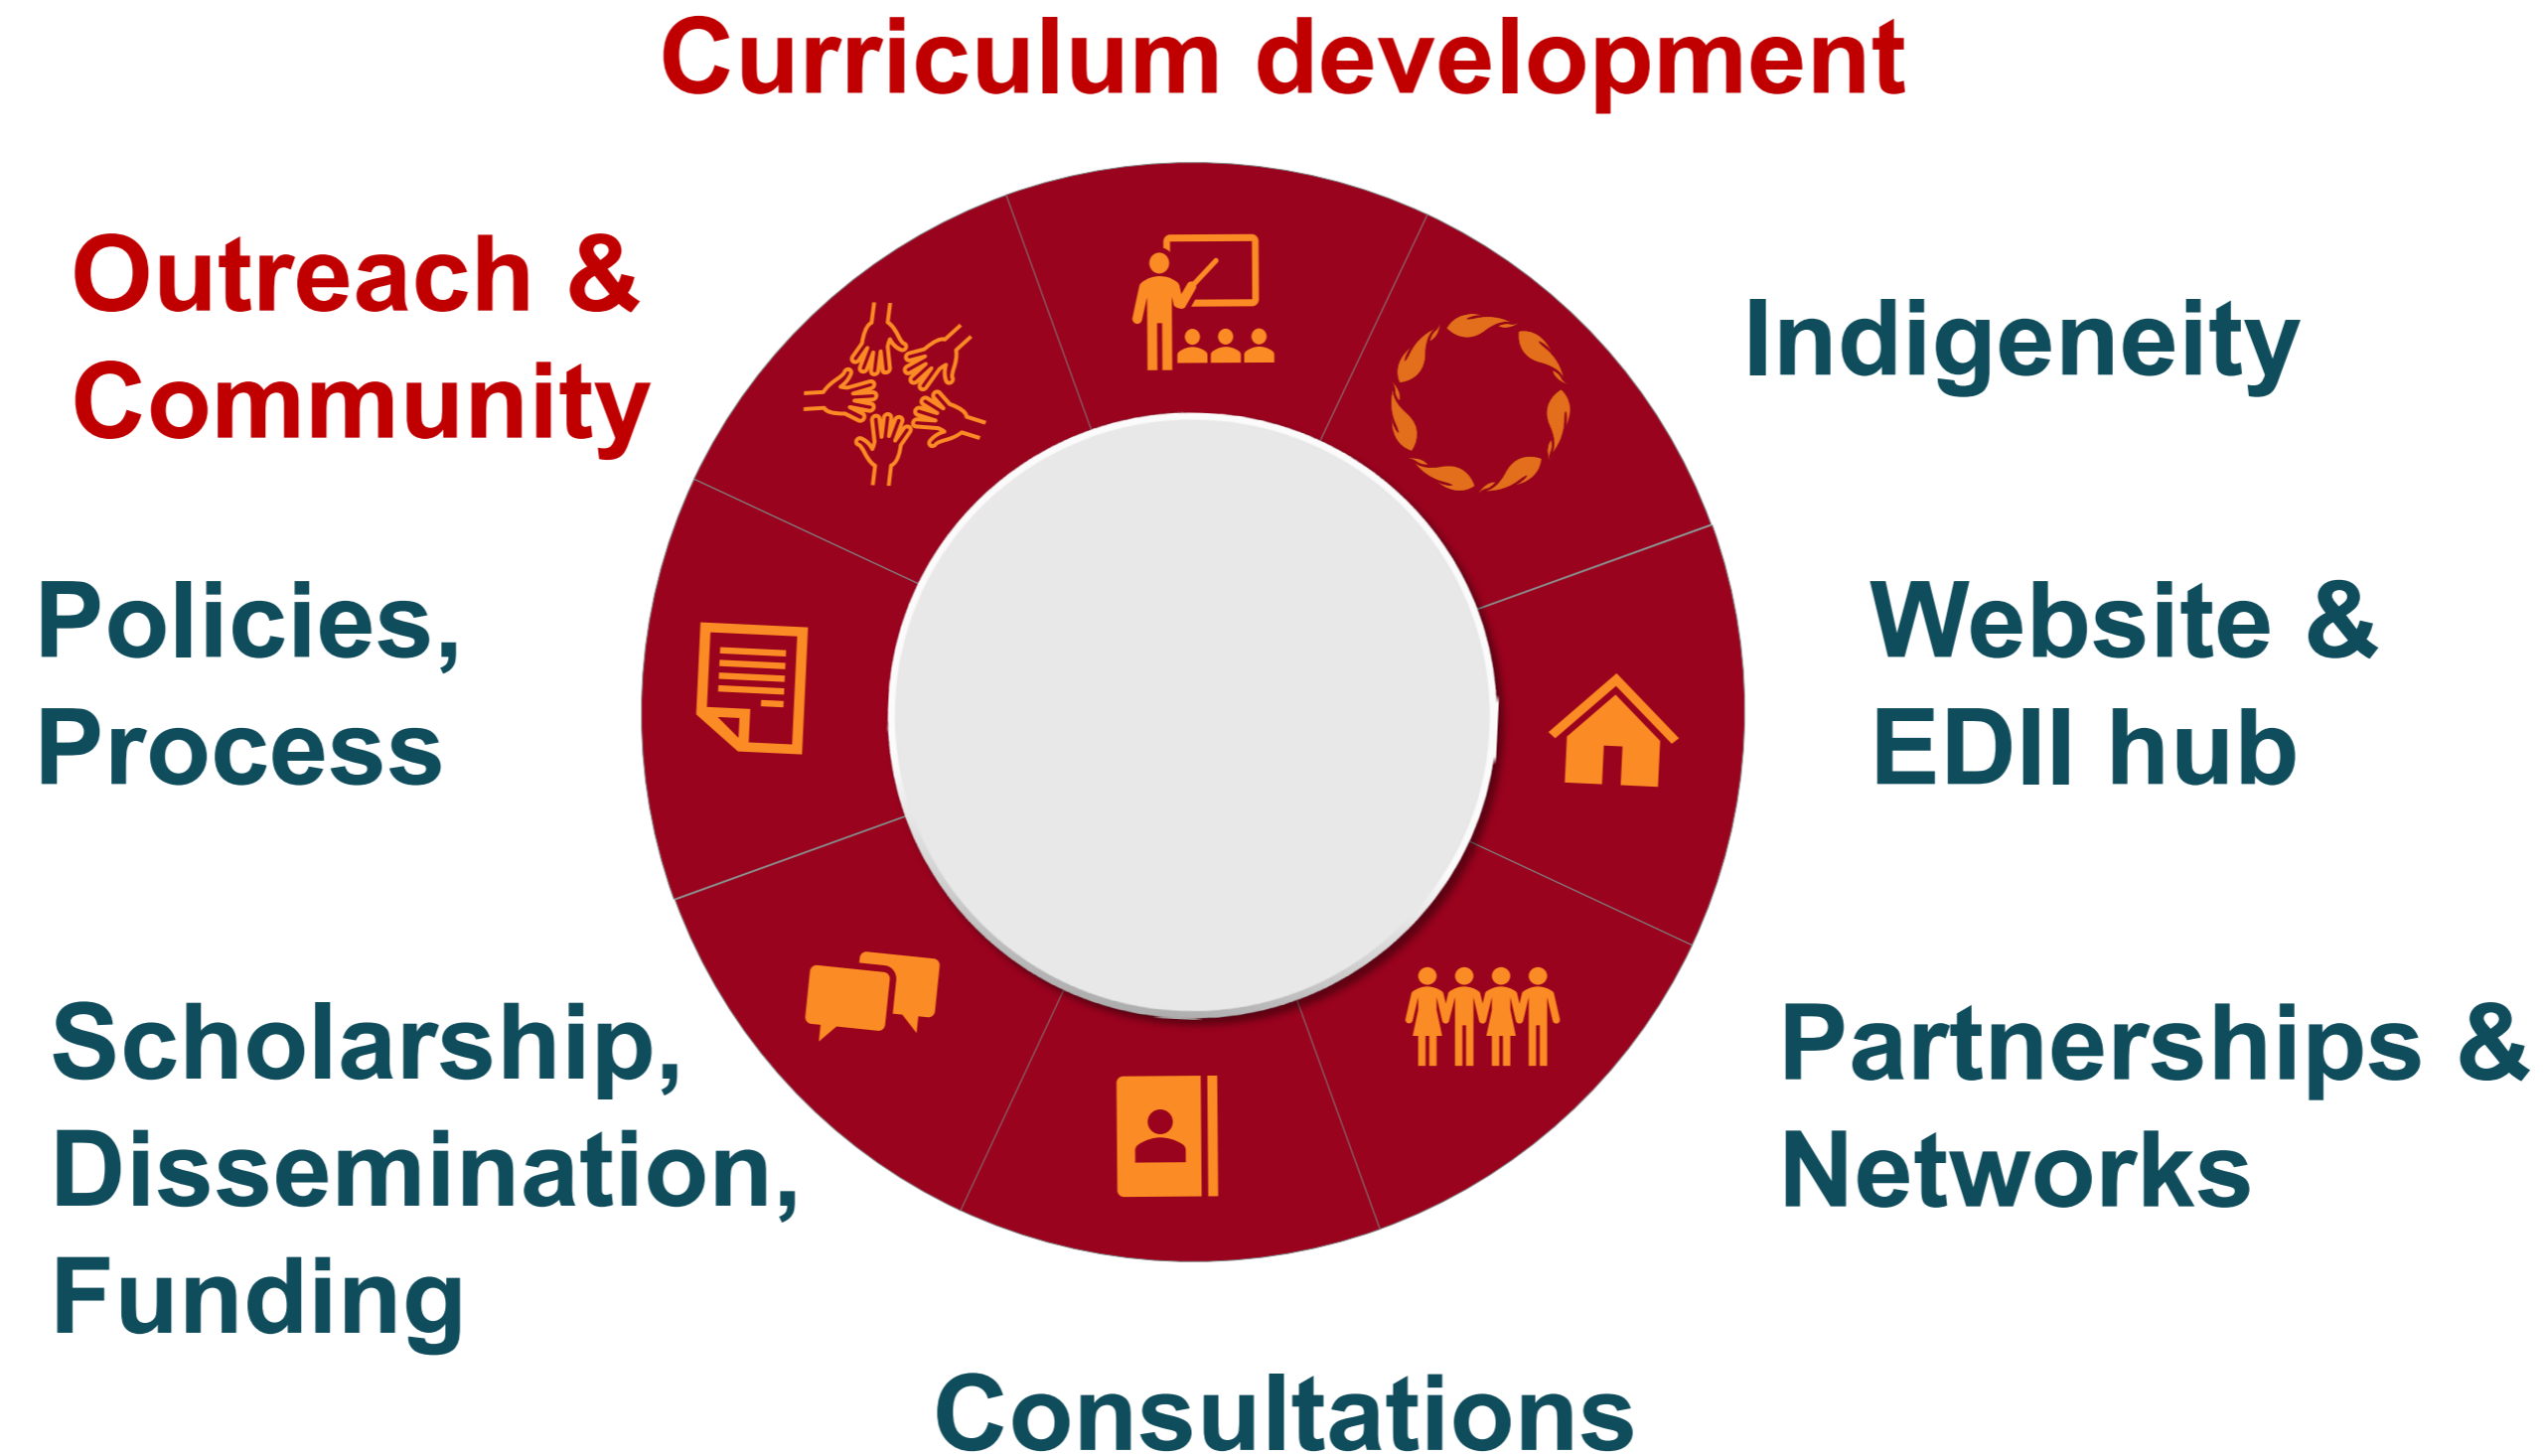 Curriculum development
Outreach &
Community
Indigeneity
Policies,
Process
Website &
EDII hub
Scholarship,
Dissemination,
Funding
Partnerships &
Networks
Consultations